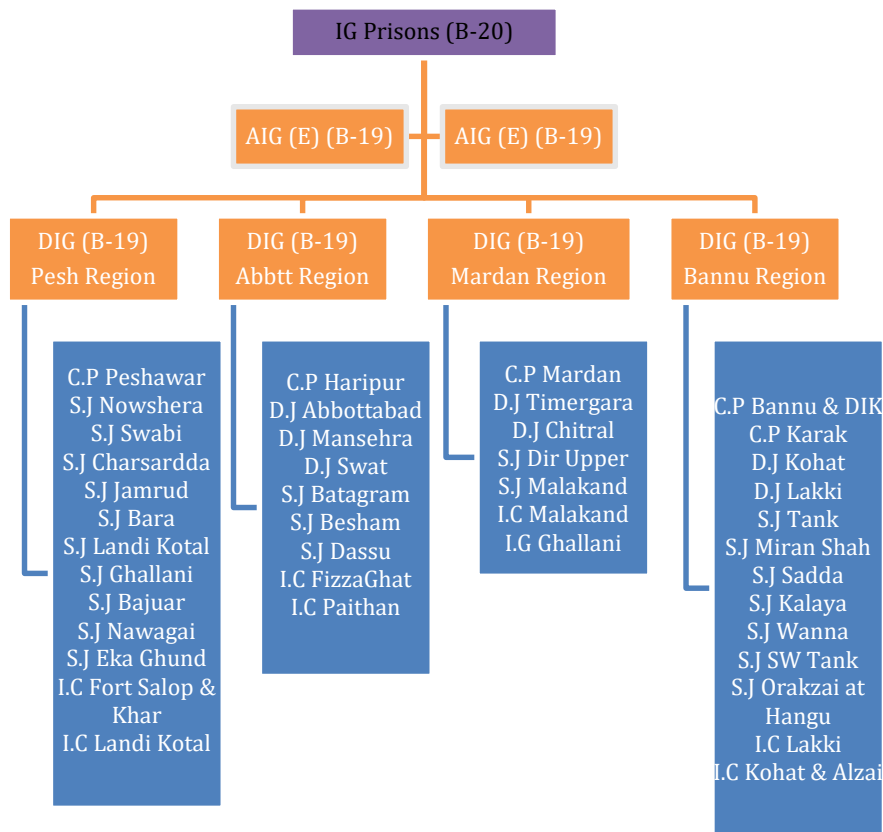 IG Prisons (B-20)
AIG (E) (B-19)
AIG (E) (B-19)
DIG (B-19)
Pesh Region
DIG (B-19)
Abbtt Region
DIG (B-19)
Mardan Region
DIG (B-19)
Bannu Region
C.P Peshawar
S.J Nowshera
S.J Swabi
S.J Charsardda
S.J Jamrud
S.J Bara
S.J Landi Kotal
S.J Ghallani
S.J Bajuar
S.J Nawagai
S.J Eka Ghund
I.C Fort Salop &
Khar
I.C Landi Kotal
C.P Haripur
D.J Abbottabad
D.J Mansehra
D.J Swat
S.J Batagram
S.J Besham
S.J Dassu
I.C FizzaGhat
I.C Paithan
C.P Mardan
D.J Timergara
D.J Chitral
S.J Dir Upper
S.J Malakand
I.C Malakand
I.G Ghallani
C.P Bannu & DIK
C.P Karak
D.J Kohat
D.J Lakki
S.J Tank
S.J Miran Shah
S.J Sadda
S.J Kalaya
S.J Wanna
S.J SW Tank
S.J Orakzai at
Hangu
I.C Lakki
I.C Kohat & Alzai